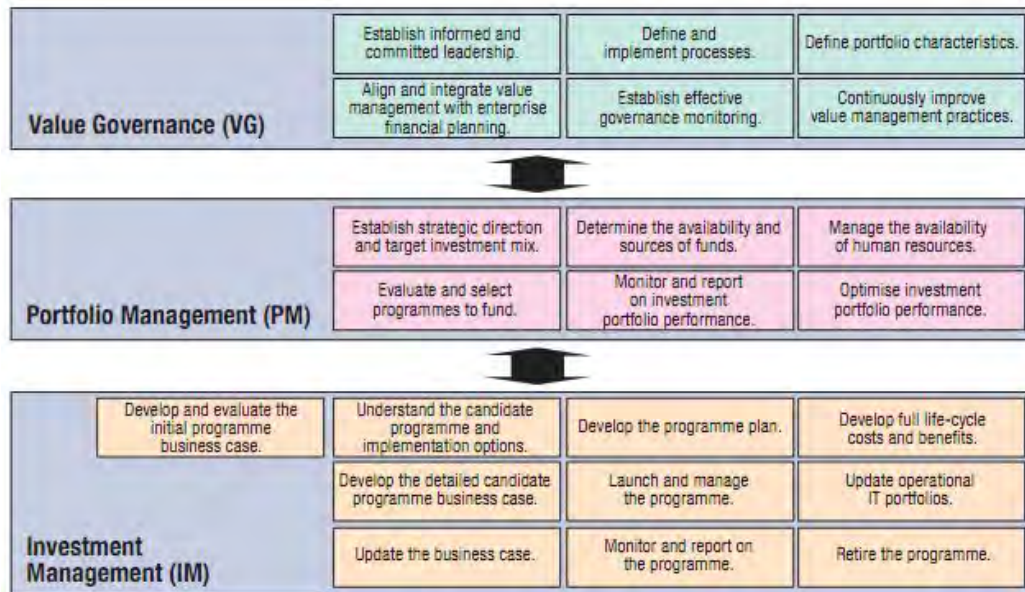 Value Governance (VG)
Establish informed and
committed leadership.
Define and
implement processes.
Define portfolio characteristics.
Align and integrate value
management with enterprise
financial planning.
Establish effective
governance monitoring.
Continuously improve
value management practices.
Portfolio Management (PM)
Establish strategic direction
and target investment mix.
Determine the availability and
sources of funds.
Manage the availability
of human resources.
Evaluate and select
programmes to fund.
Monitor and report
on investment
portfolio performance.
Optimise investment
portfolio performance.
Investment
Management (IM)
Develop and evaluate the
initial programme
business case.
Understand the candidate
programme and
implementation options.
Develop the programme plan.
Develop full life-cycle
costs and benefits.
Develop the detailed candidate
programme business case.
Launch and manage
the programme.
Update operational
IT portfolios.
Update the business case.
Monitor and report on
the programme.
Retire the programme.